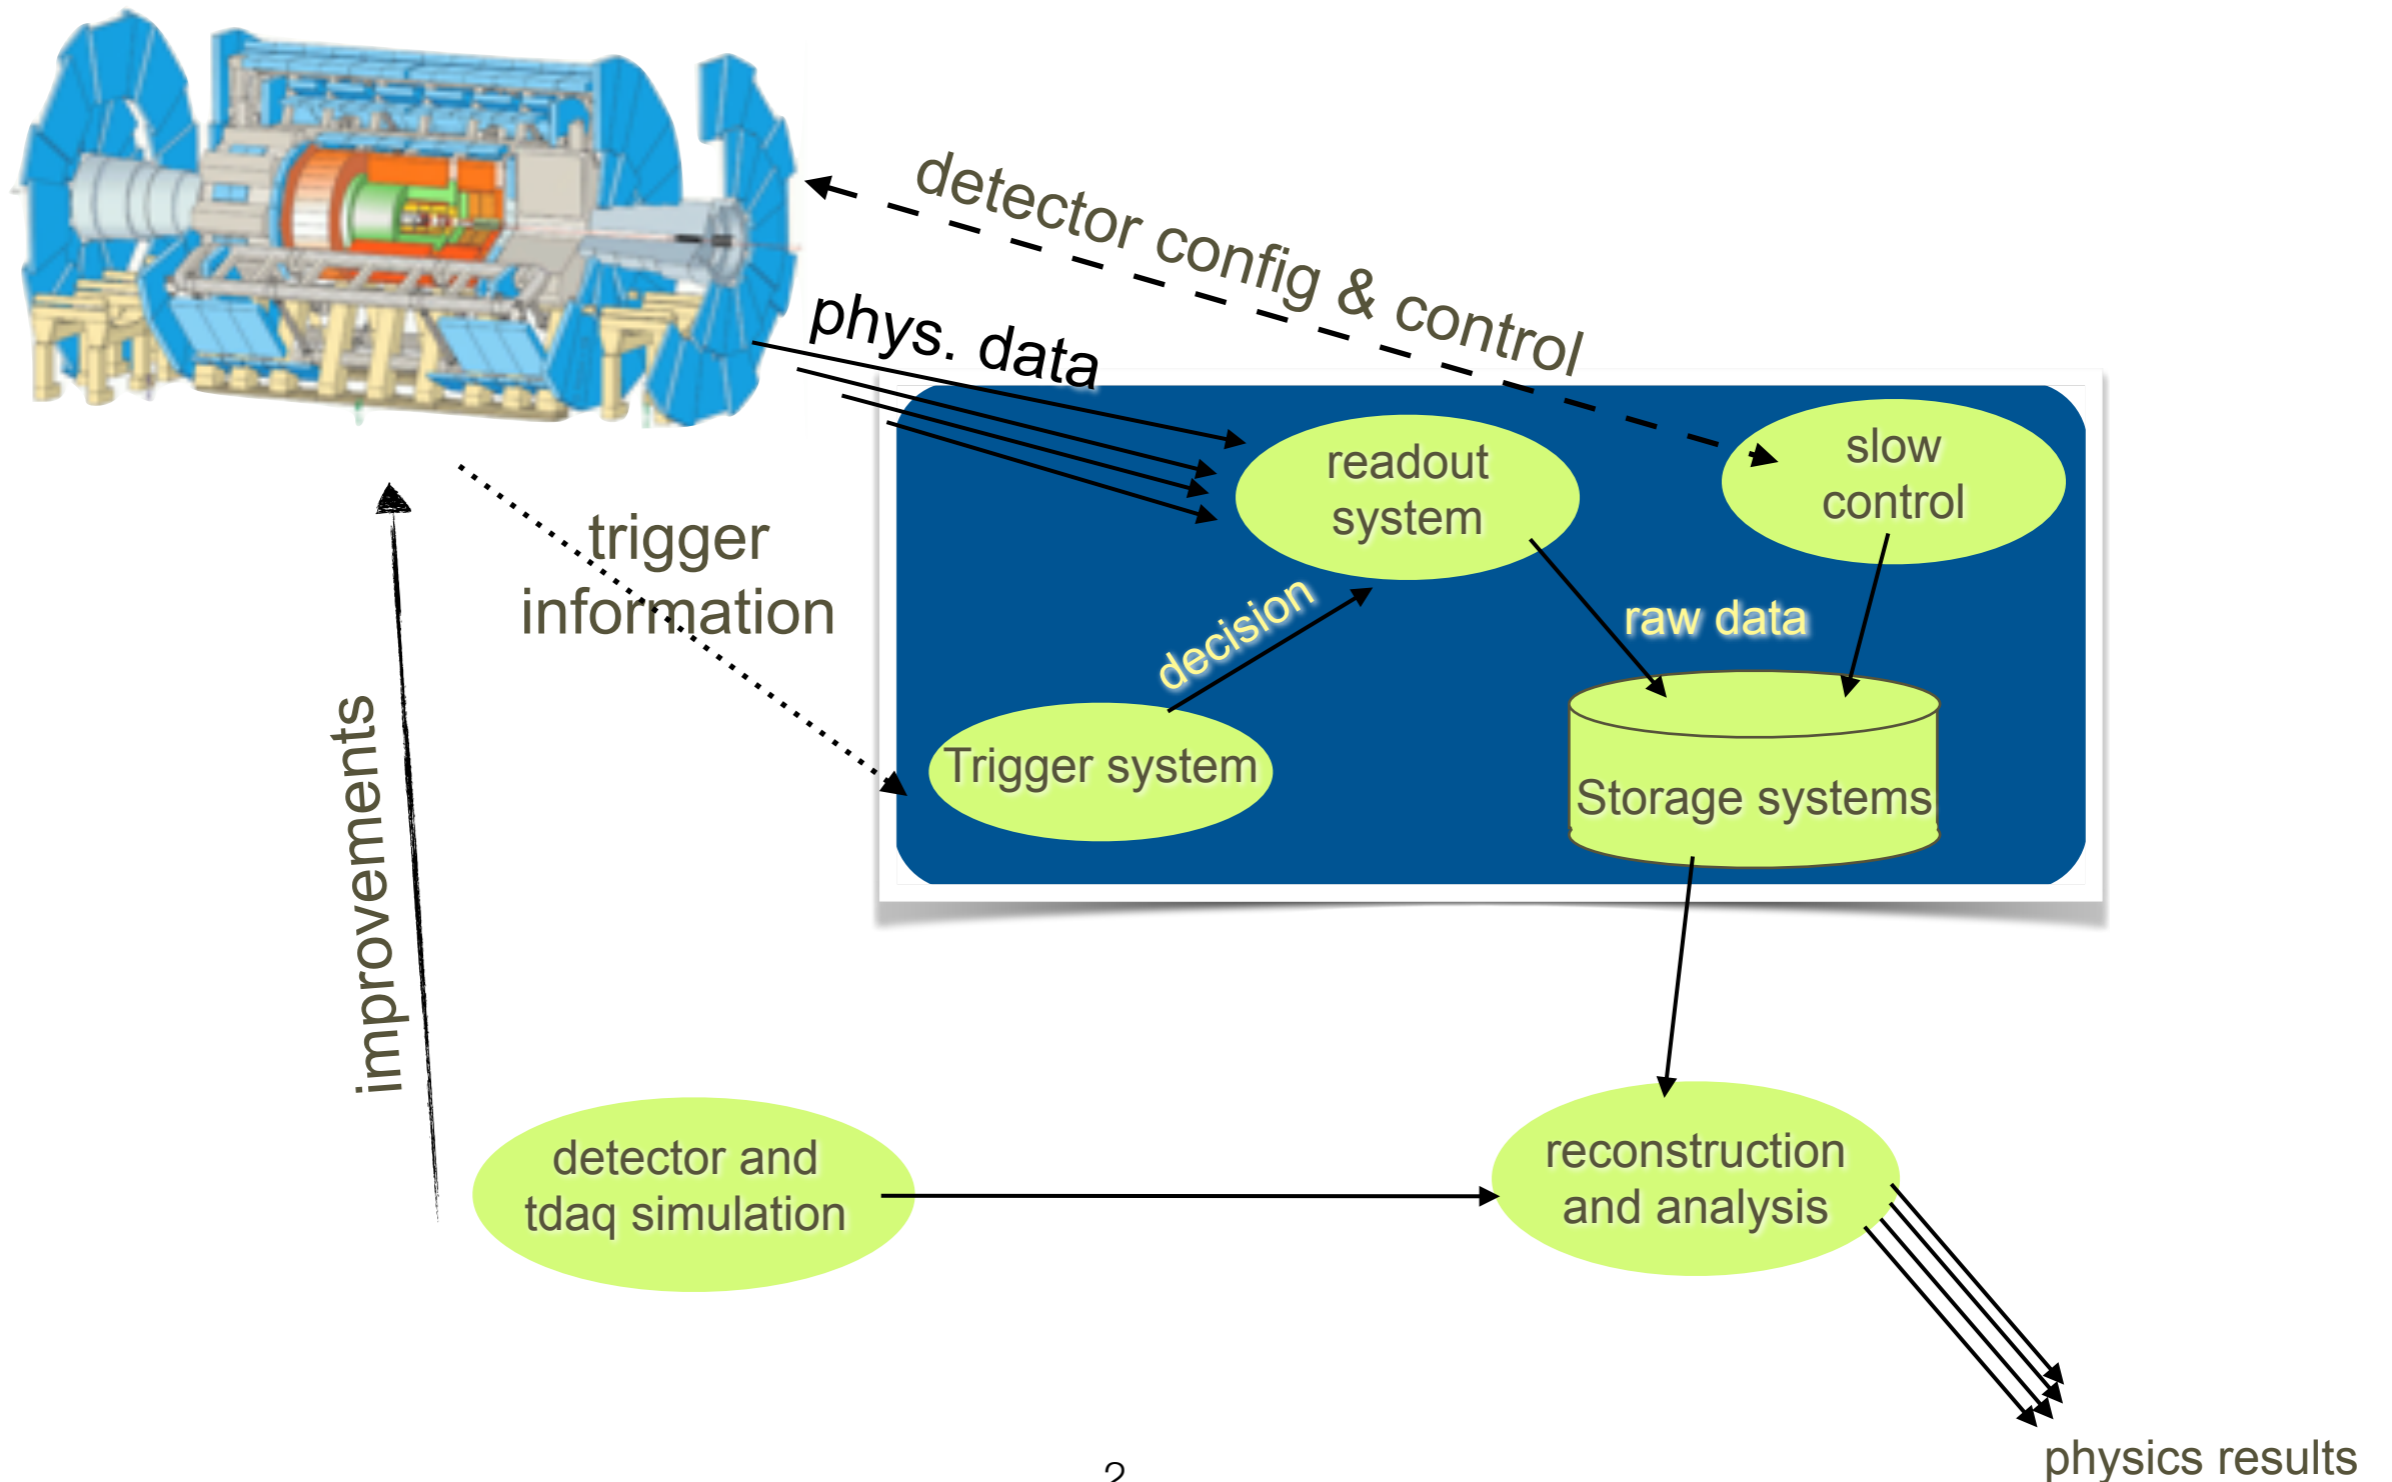 detector config & control
phys. data
readout
system
slow
control
trigger
information
decision
raw data
Trigger system
Storage systems
improvements
detector and
tdaq simulation
reconstruction
and analysis
physics results
2